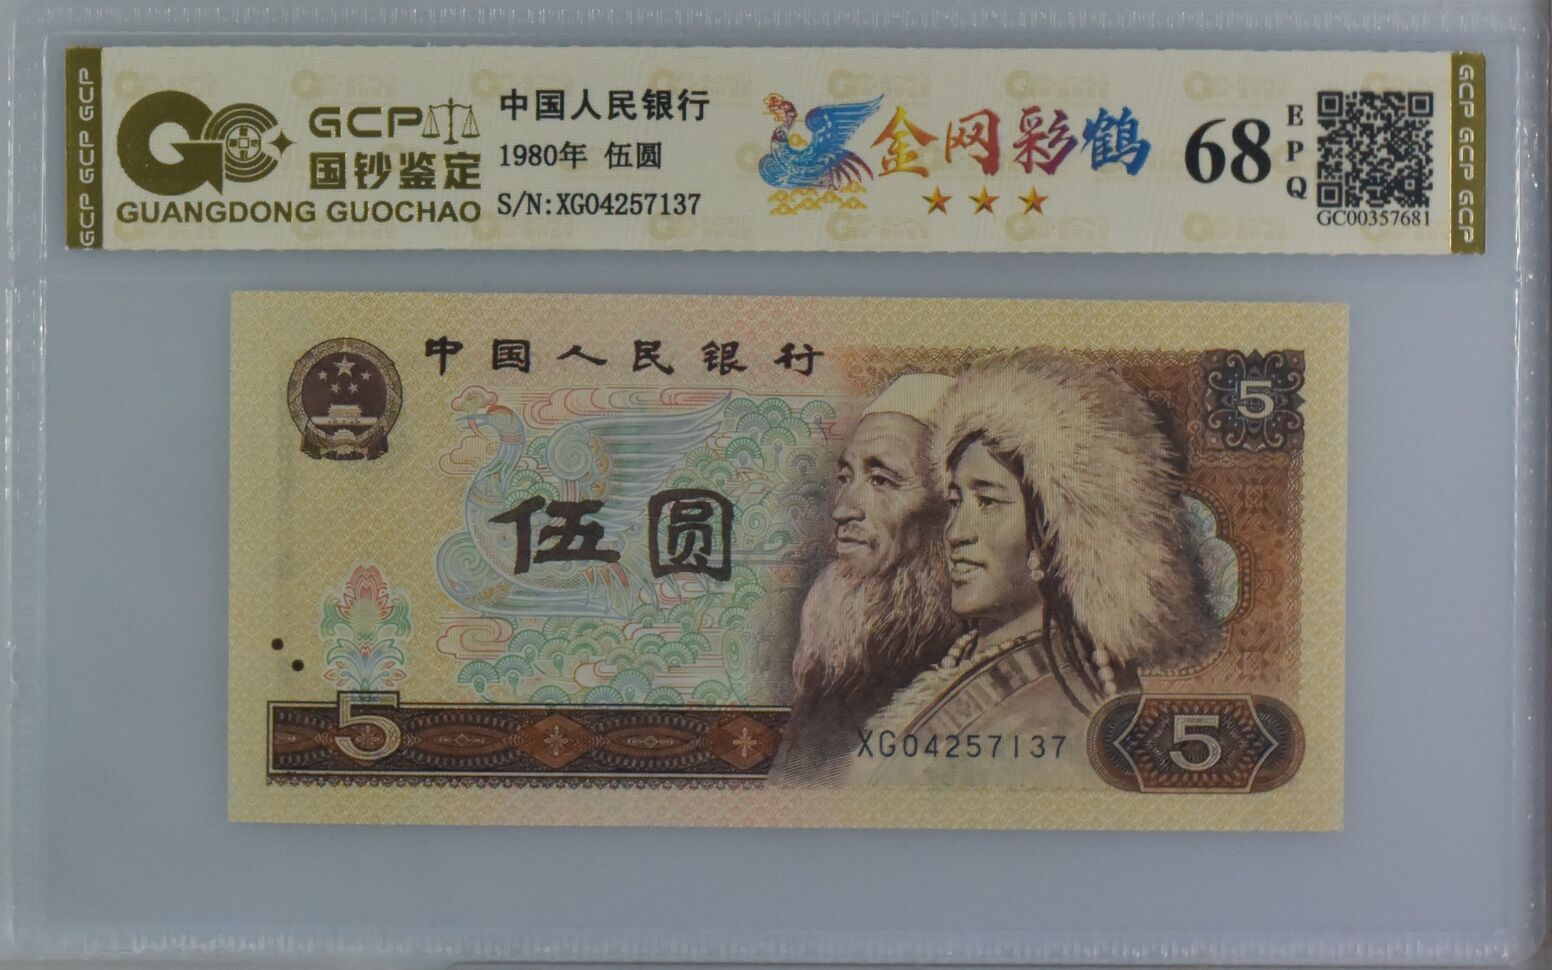 GCP GCP GCP
GC
GCP
国钞鉴定
GUANGDONG GUOCHAO
中国人民银行
1980年 伍圆
S/N:XG04257137
金网彩鹤
68
EPQ
GC00357681
GCP GCP GCP
中国人民银行
5
伍圆
5
XG04257137
5